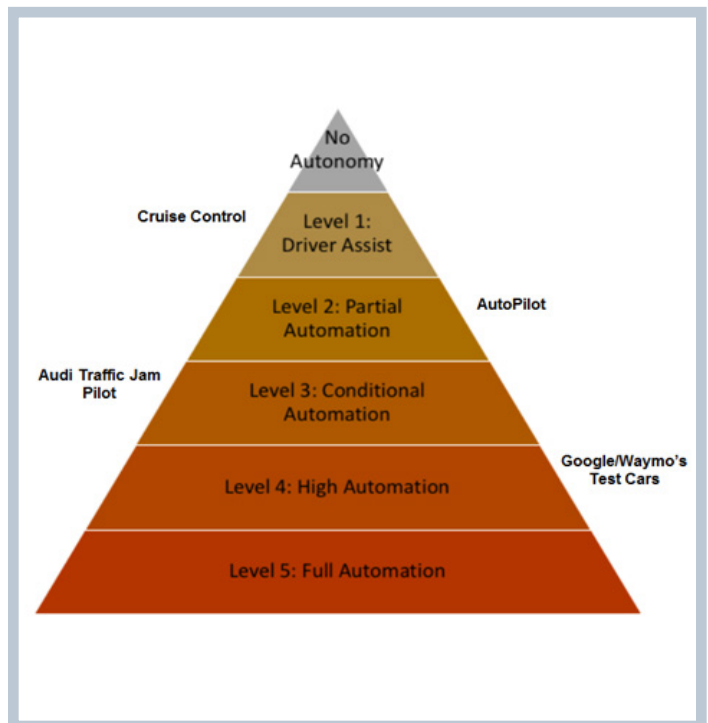 No
Autonomy
Cruise Control
Level 1:
Driver Assist
Level 2: Partial
Automation
AutoPilot
Audi Traffic Jam
Pilot
Level 3: Conditional
Automation
Google/Waymo’s
Test Cars
Level 4: High Automation
Level 5: Full Automation